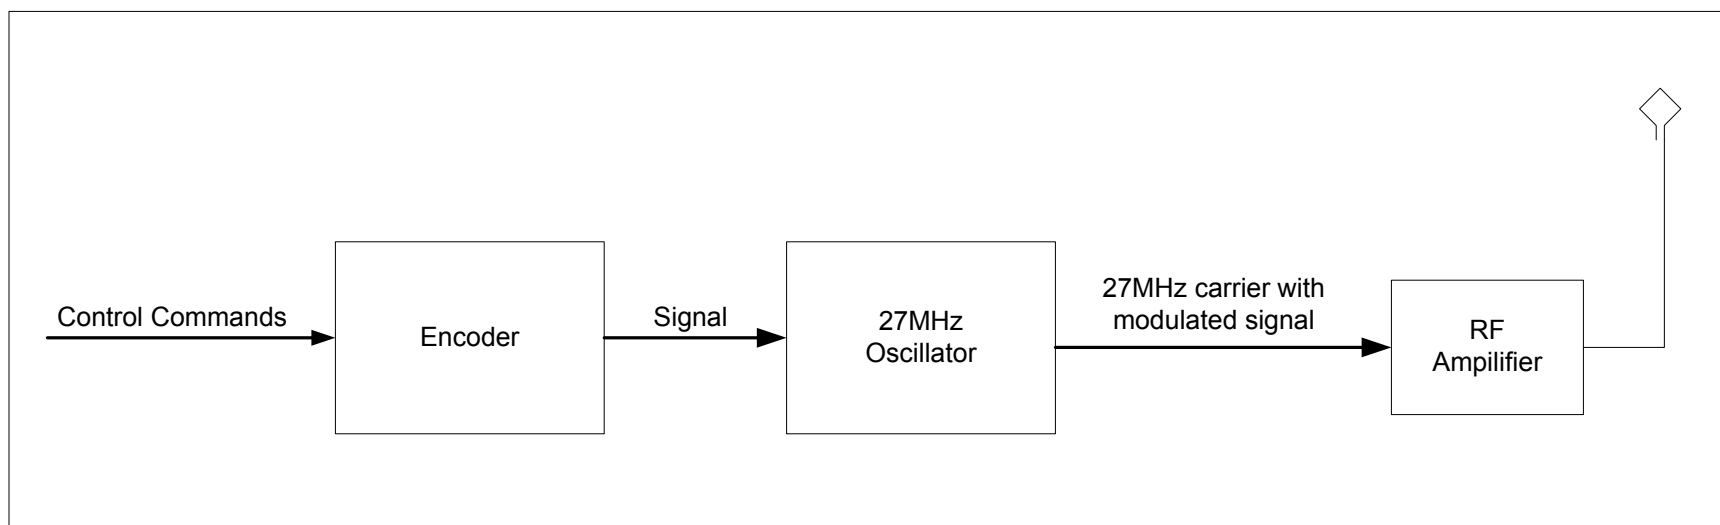 Control Commands
Encoder
Signal
27MHz
Oscillator
27MHz carrier with
modulated signal
RF
Ampilifier